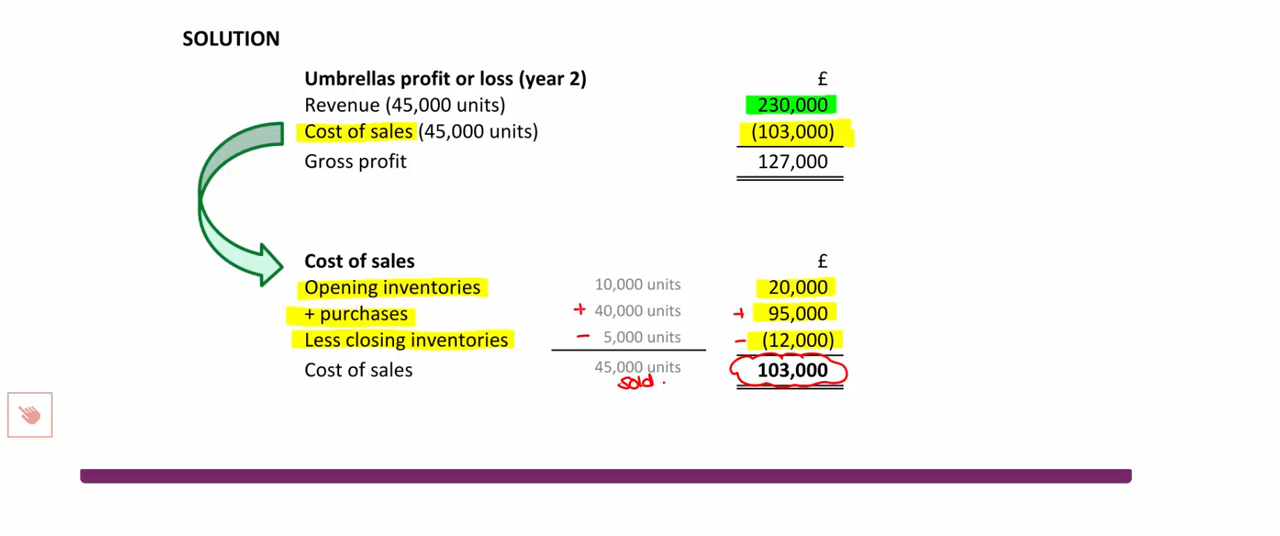 SOLUTION
Umbrellas profit or loss (year 2) £
Revenue (45,000 units) 230,000
Cost of sales (45,000 units) (103,000)
Gross profit 127,000
Cost of sales £
Opening inventories 10,000 units 20,000
+ purchases + 40,000 units + 95,000
Less closing inventories - 5,000 units - (12,000)
Cost of sales 45,000 units 103,000
sold.